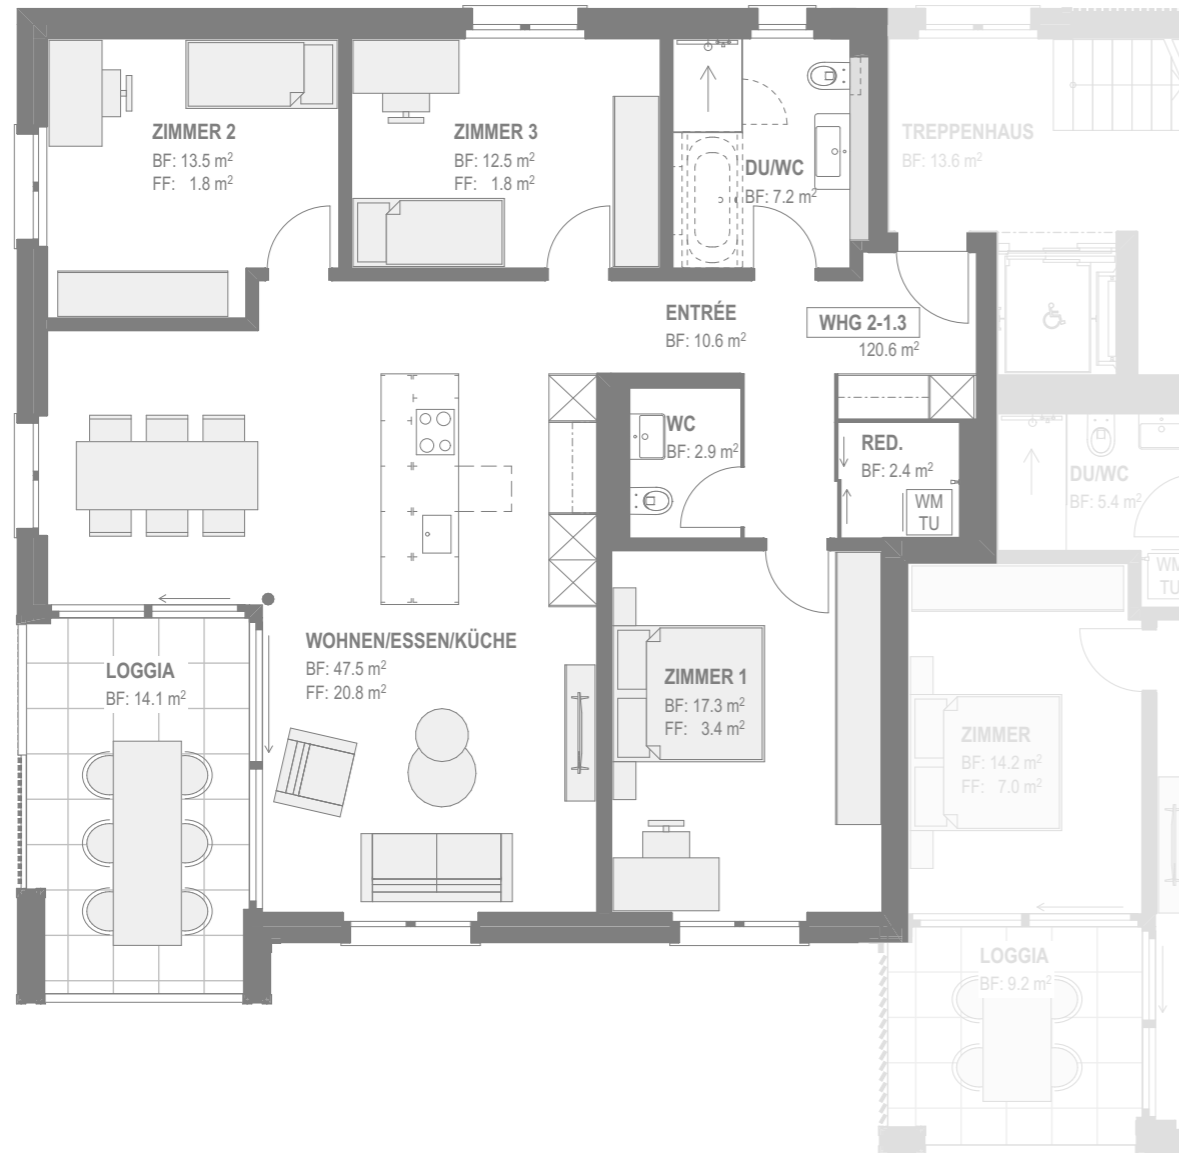 ZIMMER 2
BF: 13.5 m²
FF: 1.8 m²
ZIMMER 3
BF: 12.5 m²
FF: 1.8 m²
DU/WC
BF: 7.2 m²
TREPPENHAUS
BF: 13.6 m²
ENTRÉE
BF: 10.6 m²
WHG 2-1.3
120.6 m²
WC
BF: 2.9 m²
RED.
BF: 2.4 m²
WM
TU
DU/WC
BF: 5.4 m²
WM
TU
WOHNEN/ESSEN/KÜCHE
BF: 47.5 m²
FF: 20.8 m²
LOGGIA
BF: 14.1 m²
ZIMMER 1
BF: 17.3 m²
FF: 3.4 m²
ZIMMER
BF: 14.2 m²
FF: 7.0 m²
LOGGIA
BF: 9.2 m²